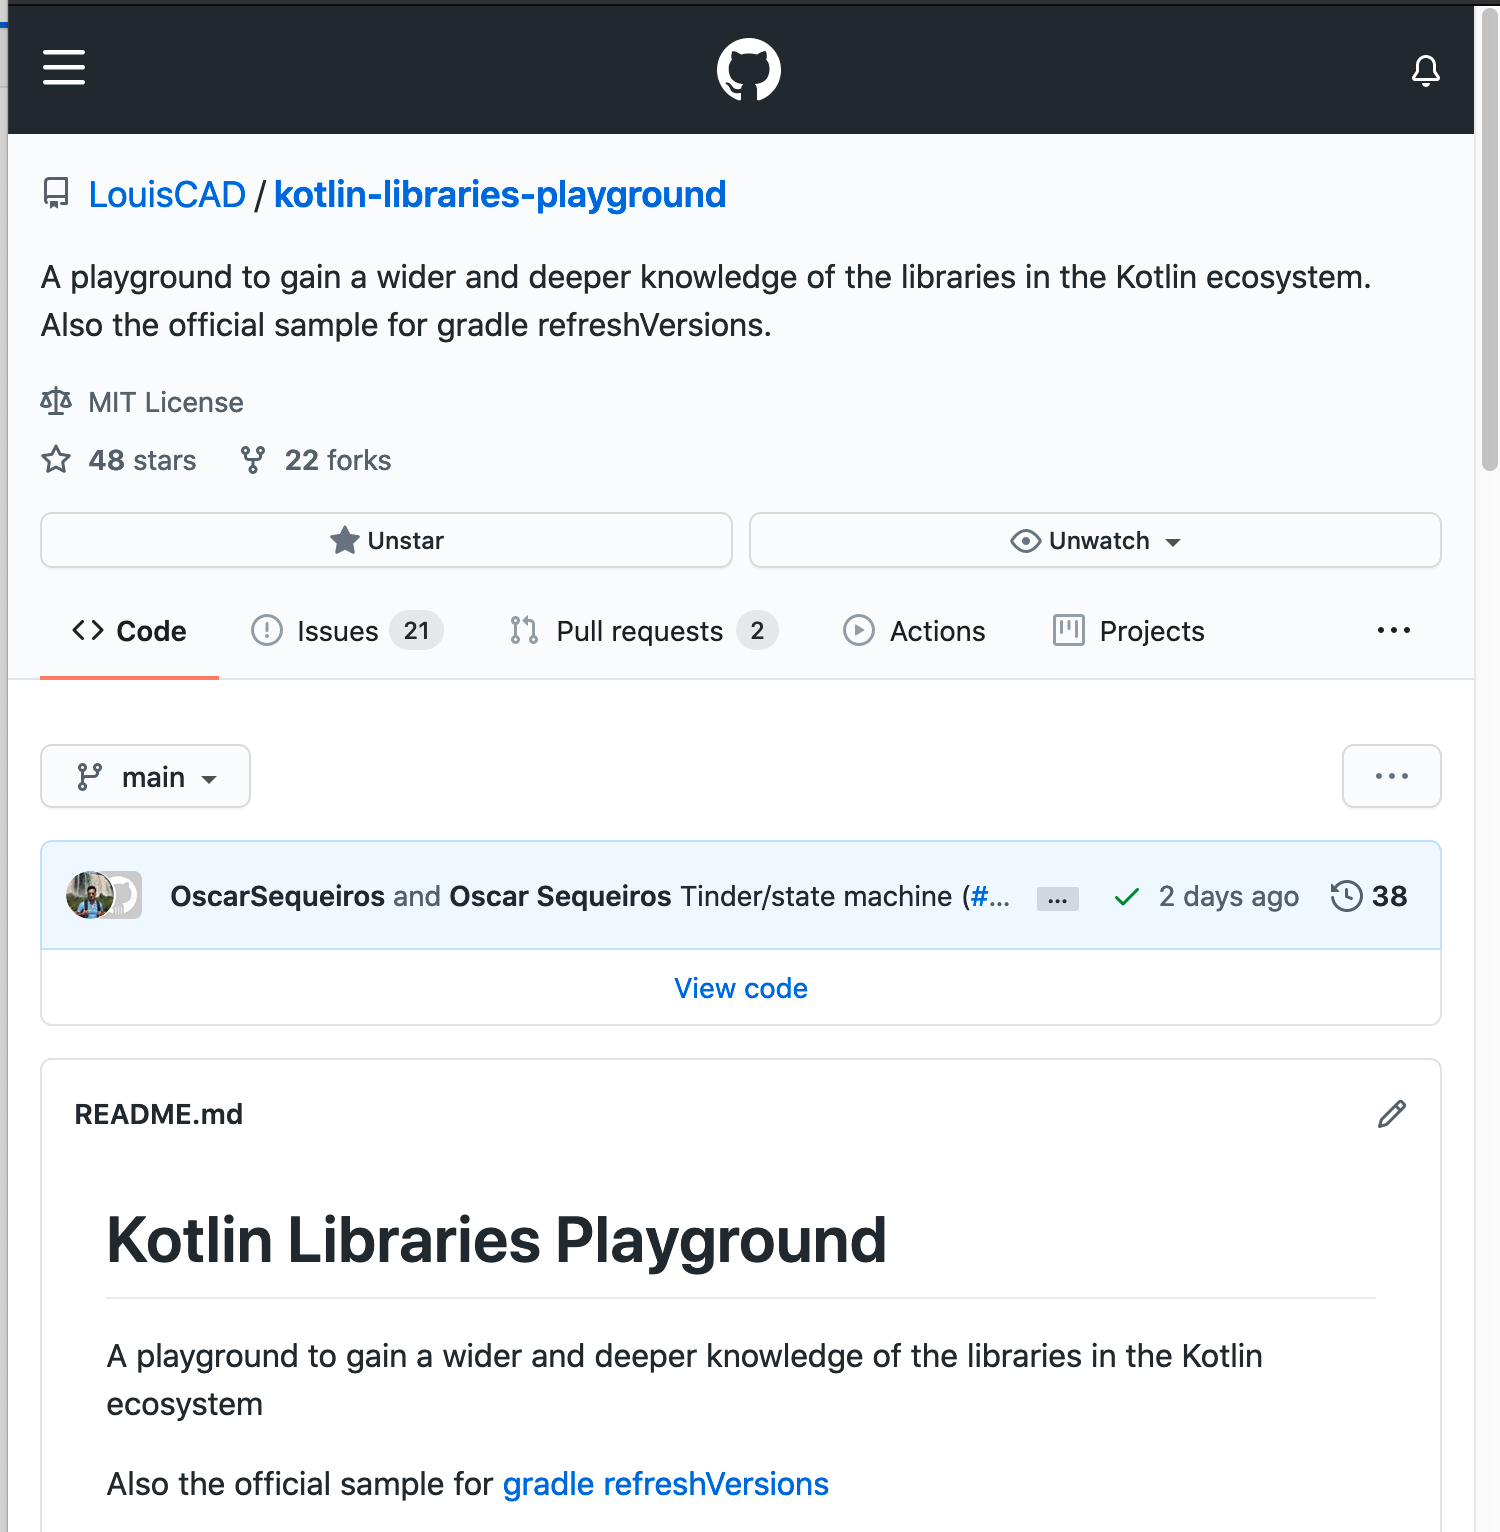 LouisCAD / kotlin-libraries-playground
A playground to gain a wider and deeper knowledge of the libraries in the Kotlin ecosystem.
Also the official sample for gradle refreshVersions.
MIT License
48 stars 22 forks
Unstar Unwatch
Code Issues 21 Pull requests 2 Actions Projects ...
main ...
OscarSequeiros and Oscar Sequeiros Tinder/state machine (#... ... 2 days ago 38
View code
README.md
Kotlin Libraries Playground
A playground to gain a wider and deeper knowledge of the libraries in the Kotlin
ecosystem
Also the official sample for gradle refreshVersions